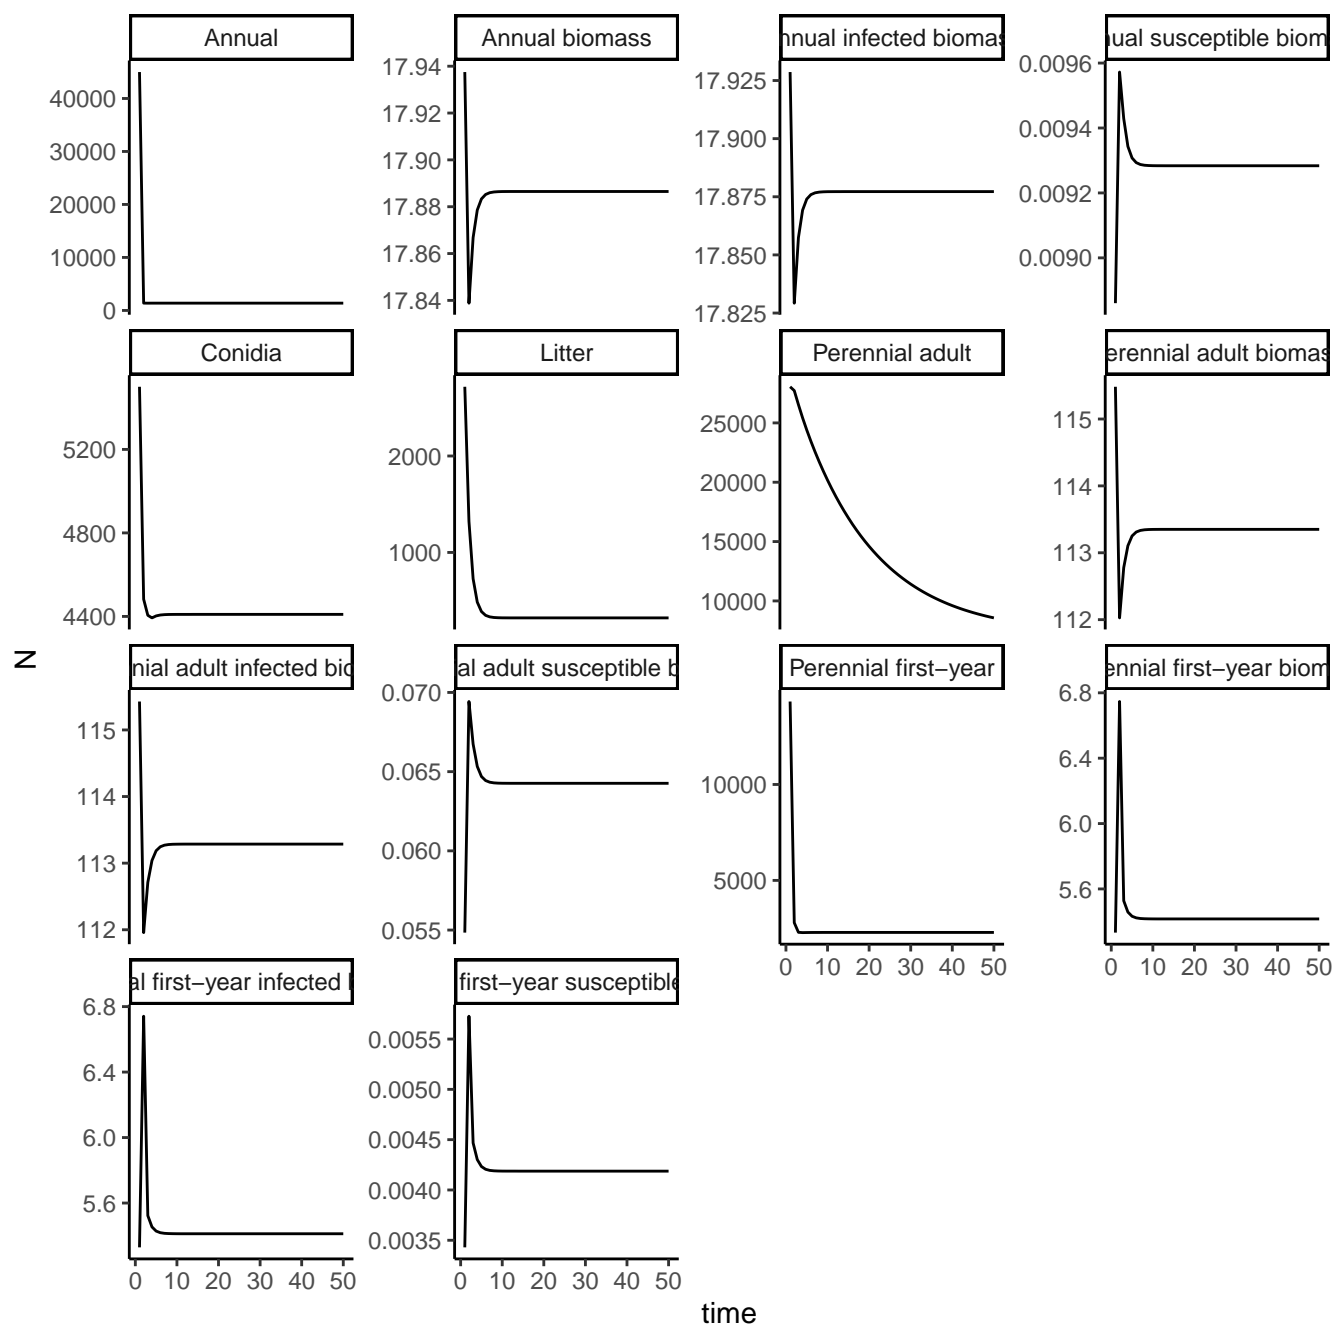 Annual
Annual biomass
nnual infected biomas
ual susceptible biom
40000
30000
20000
10000
0
17.94
17.92
17.90
17.88
17.86
17.84
17.925
17.900
17.875
17.850
17.825
0.0096
0.0094
0.0092
0.0090
Conidia
Litter
Perennial adult
erennial adult biomas
5200
4800
4400
2000
1000
25000
20000
15000
10000
115
114
113
112
N
nial adult infected bio
al adult susceptible b
Perennial first−year
ennial first−year biom
115
114
113
112
0.070
0.065
0.060
0.055
10000
5000
0 10 20 30 40 50
6.8
6.4
6.0
5.6
0 10 20 30 40 50
al first−year infected b
first−year susceptible
6.8
6.4
6.0
5.6
0 10 20 30 40 50
0.0055
0.0050
0.0045
0.0040
0.0035
0 10 20 30 40 50
time